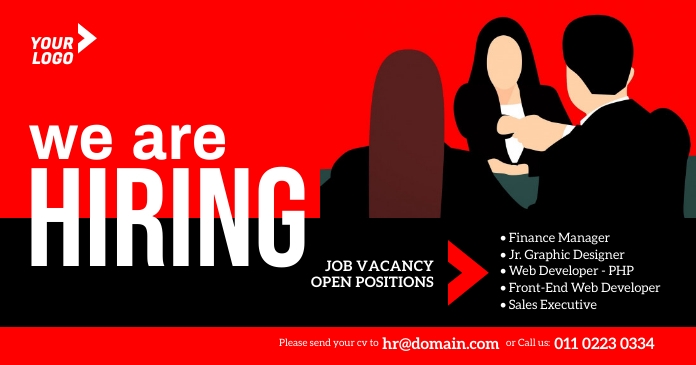 YOUR
LOGO
we are
HIRING
JOB VACANCY
OPEN POSITIONS
• Finance Manager
• Jr. Graphic Designer
• Web Developer - PHP
• Front-End Web Developer
• Sales Executive
Please send your cv to hr@domain.com or Call us: 011 0223 0334